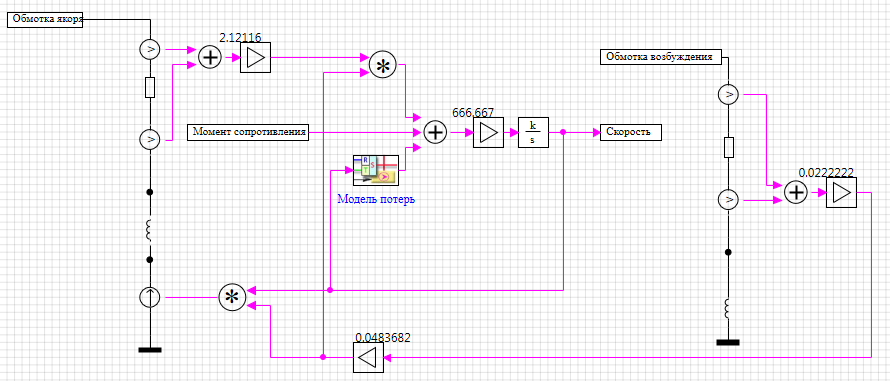 Обмотка якоря
2.12116
Обмотка возбуждения
666.667
Момент сопротивления
k
s
Скорость
R
S
T
Модель потерь
0.0222222
0.0483682